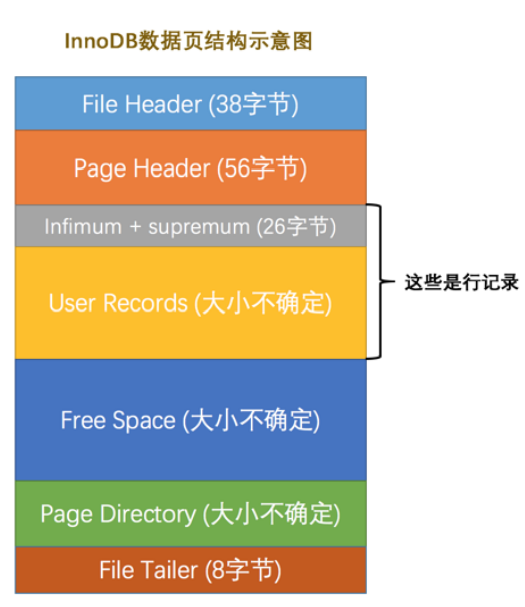 InnoDB数据页结构示意图
File Header (38字节)
Page Header (56字节)
Infimum + supremum (26字节)
User Records (大小不确定)
这些是行记录
Free Space (大小不确定)
Page Directory (大小不确定)
File Tailer (8字节)